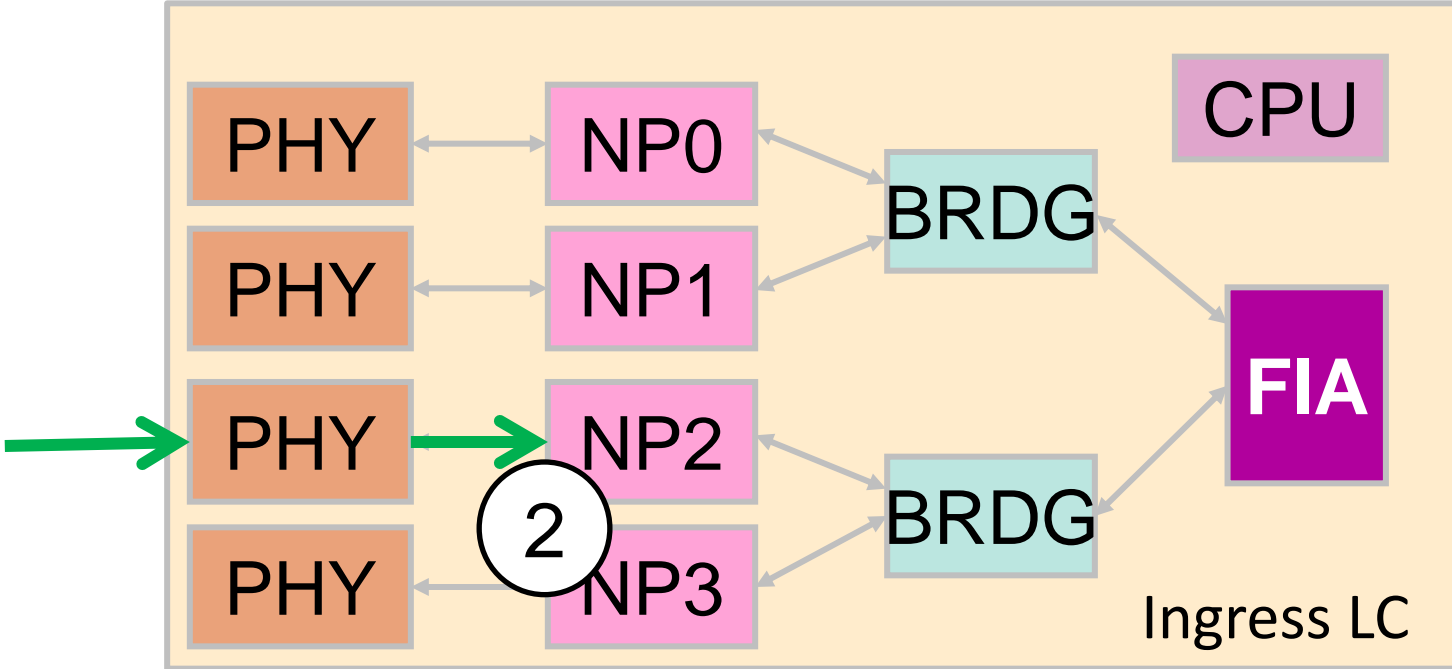 CPU
PHY
NP0
BRDG
PHY
NP1
FIA
PHY
NP2
BRDG
2
PHY
NP3
Ingress LC